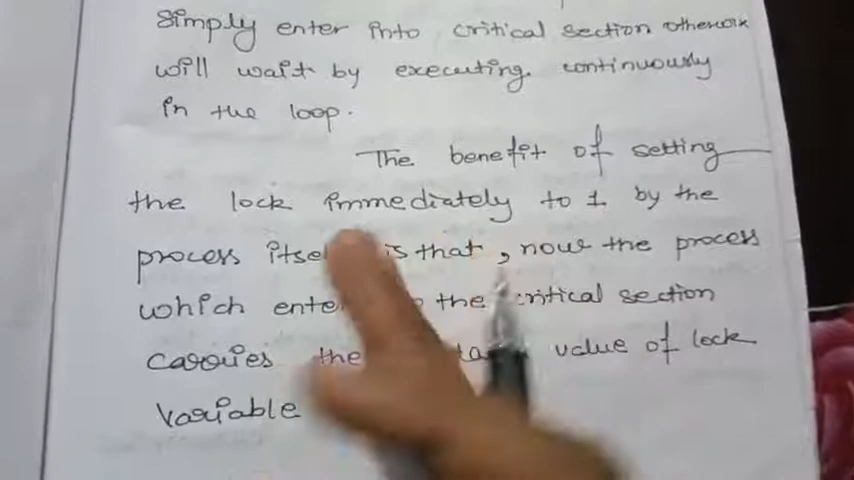 Simply enter into critical section otherwise
will wait by executing continuously
in the loop.
The benefit of setting
the lock immediately to 1 by the
process itself is that, now the process
which the critical section
carries the value of lock
variable